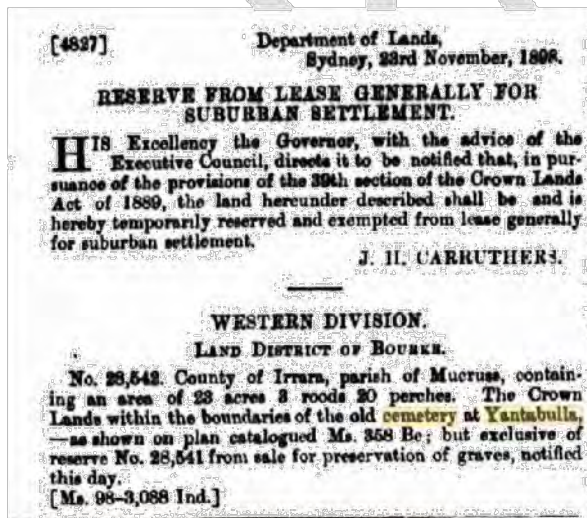 [4827]
Department of Lands,
Sydney, 23rd November, 1898.
RESERVE FROM LEASE GENERALLY FOR
SUBURBAN SETTLEMENT.
HIS Excellency the Governor, with the advice of the
Executive Council, directs it to be notified that, in pur-
suance of the provisions of the 39th section of the Crown Lands
Act of 1889, the land hereunder described shall be and is
hereby temporarily reserved and exempted from lease generally
for suburban settlement.
J. H. CARRUTHERS.
WESTERN DIVISION.
LAND DISTRICT OF BOURKE.
No. 28,542. County of Irrara, parish of Mucruss, contain-
ing an area of 23 acres 3 roods 20 perches. The Crown
Lands within the boundaries of the old cemetery at Yantabulla,
—as shown on plan catalogued Ms. 358 Be; but exclusive of
reserve No. 28,541 from sale for preservation of graves, notified
this day.
[Ms. 98-3,088 Ind.]